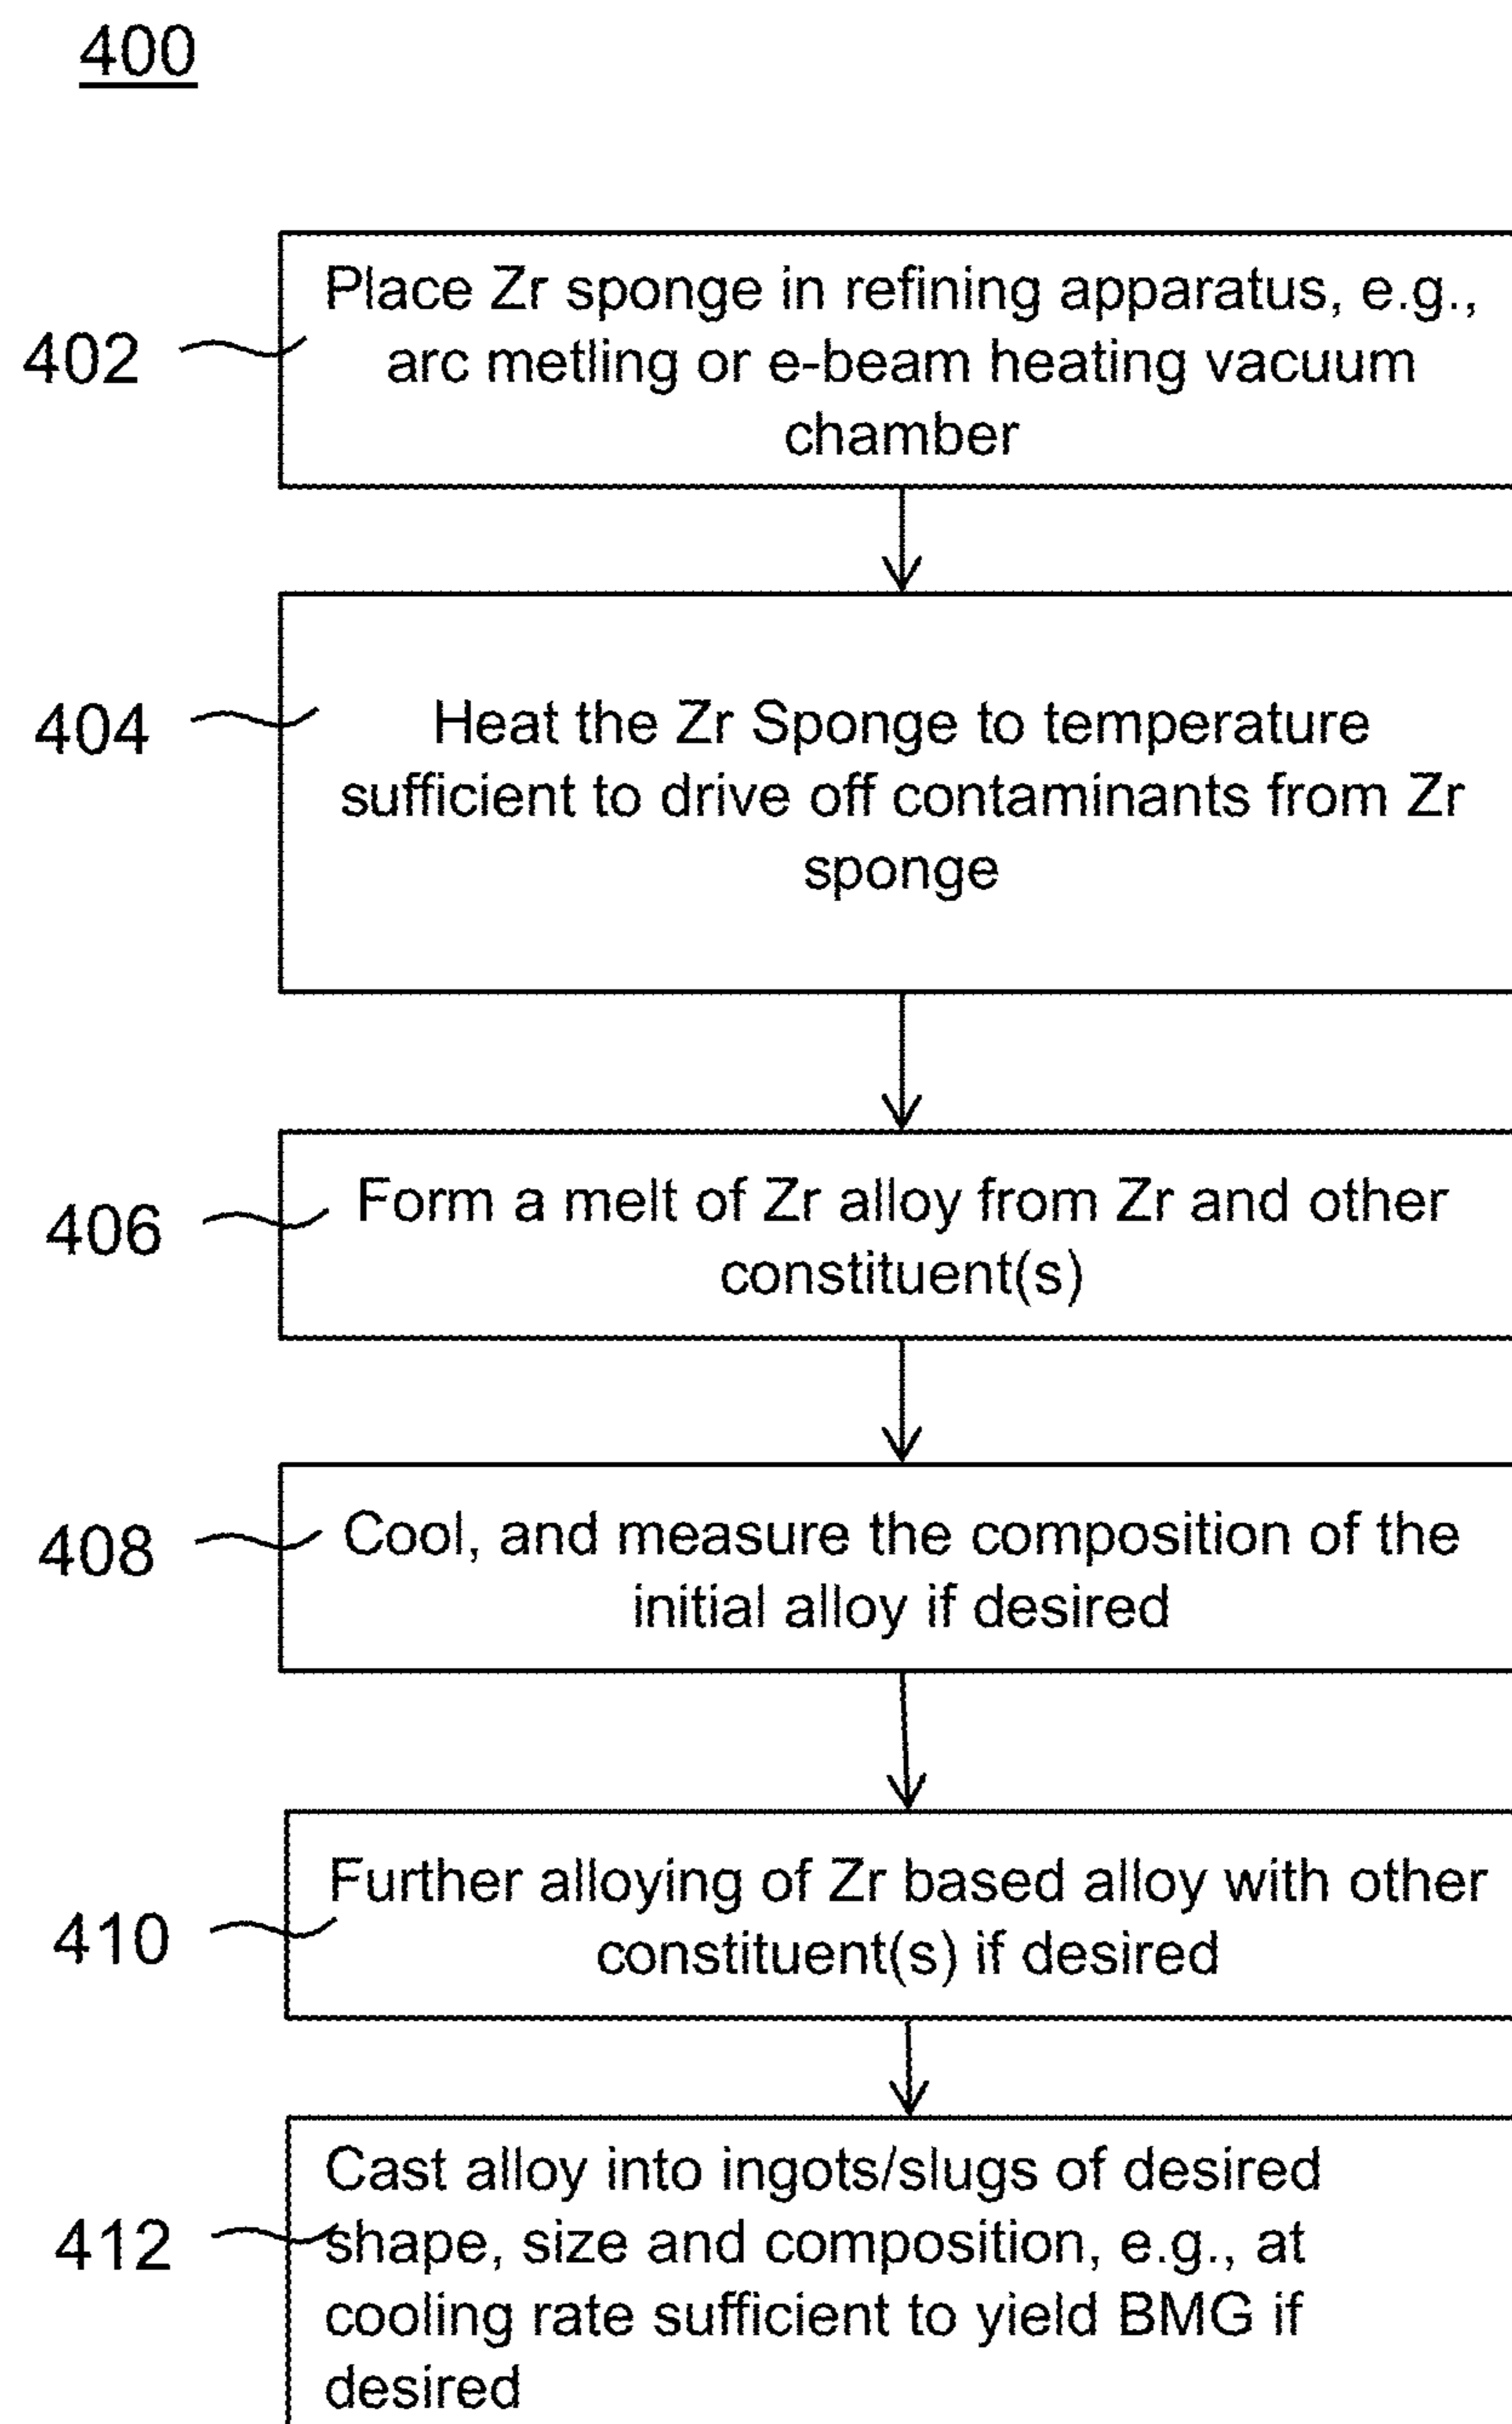 400
402
Place Zr sponge in refining apparatus, e.g.,
arc metling or e-beam heating vacuum
chamber
404
Heat the Zr Sponge to temperature
sufficient to drive off contaminants from Zr
sponge
406
Form a melt of Zr alloy from Zr and other
constituent(s)
408
Cool, and measure the composition of the
initial alloy if desired
410
Further alloying of Zr based alloy with other
constituent(s) if desired
412
Cast alloy into ingots/slugs of desired
shape, size and composition, e.g., at
cooling rate sufficient to yield BMG if
desired